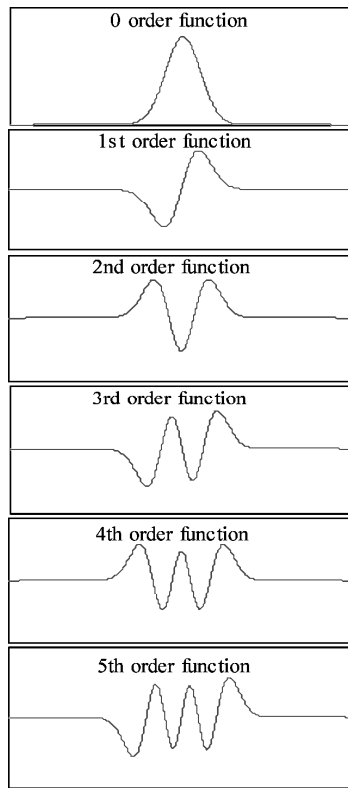 0 order function
1st order function
2nd order function
3rd order function
4th order function
5th order function